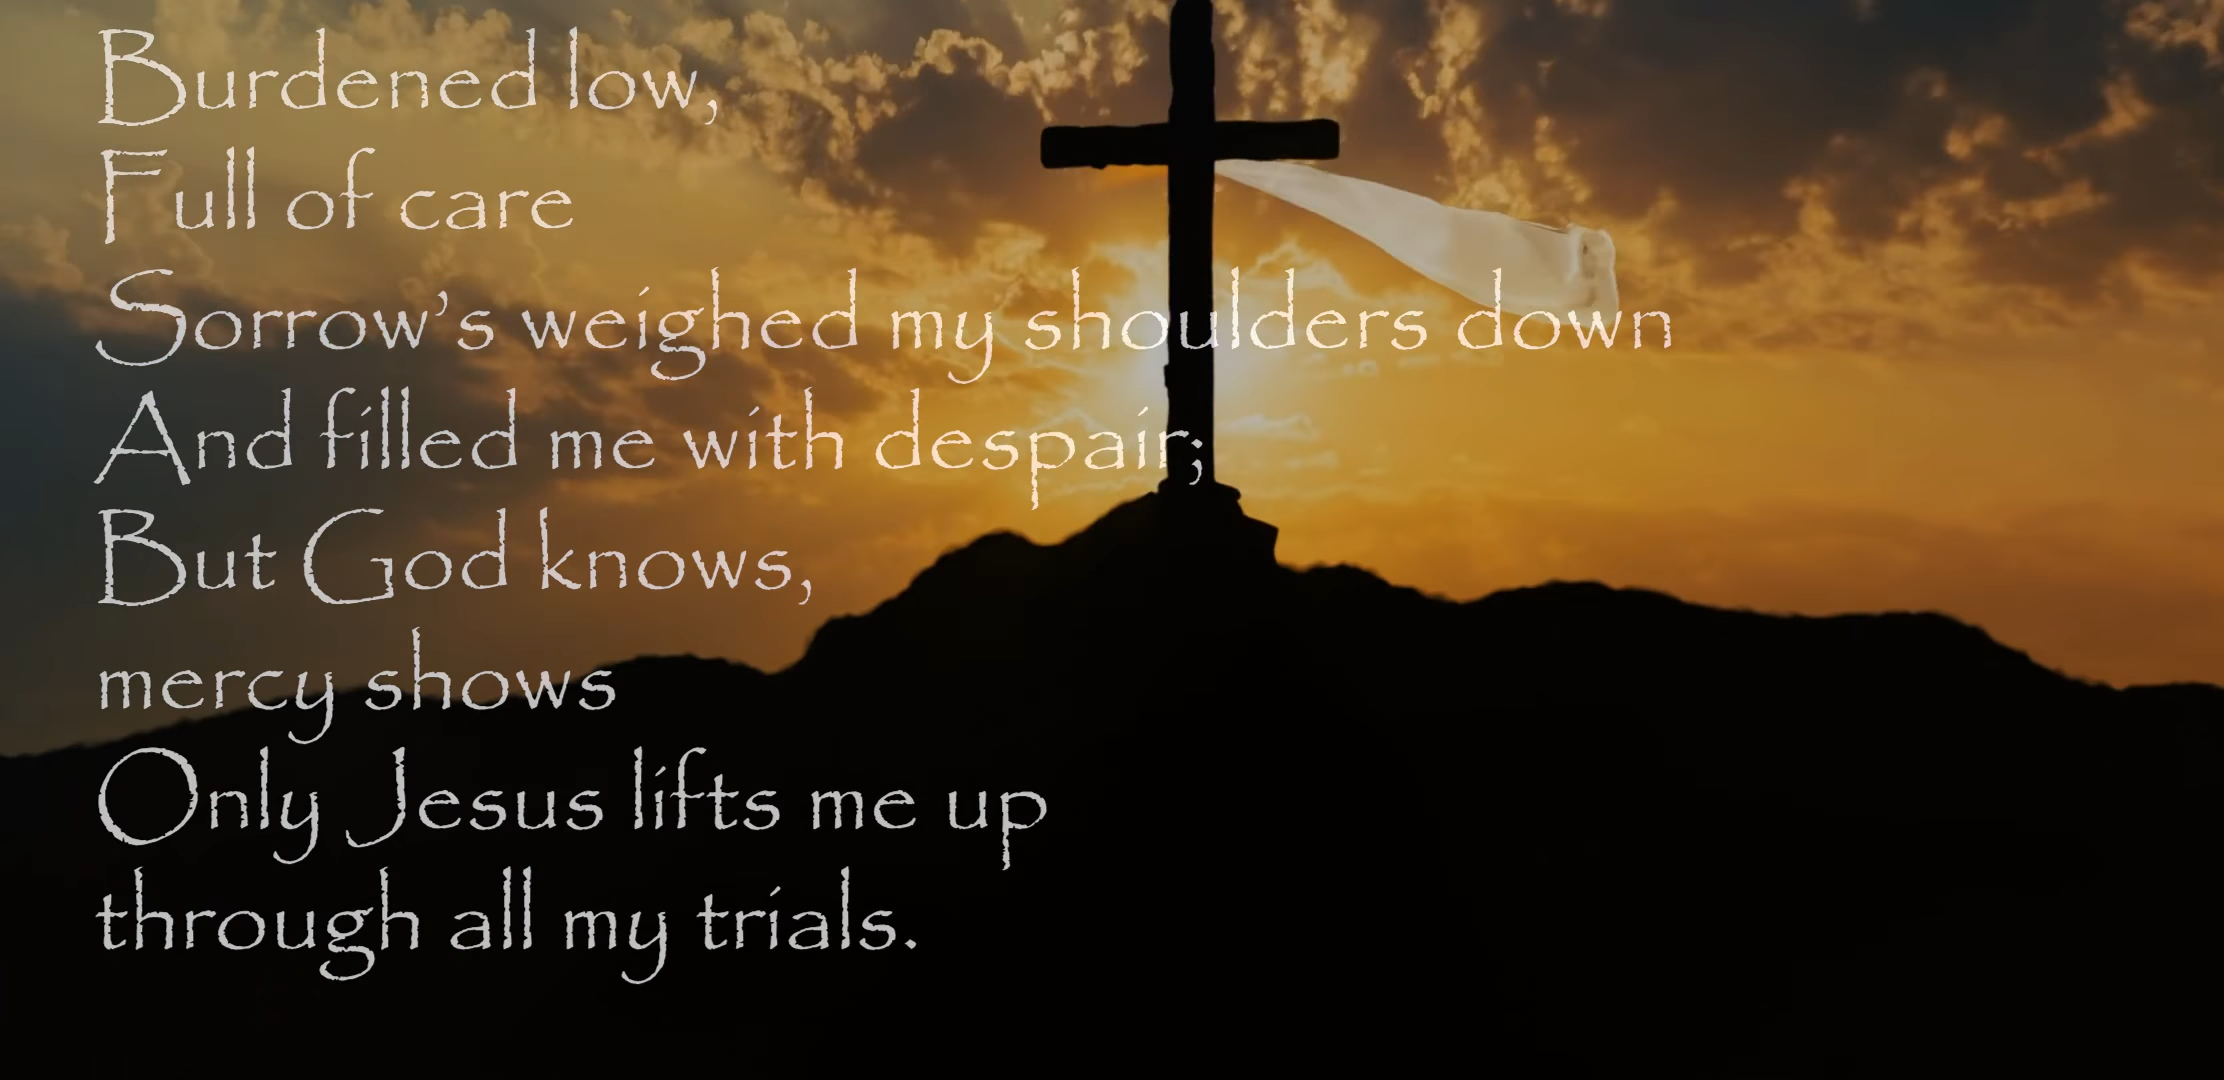 Burdened low,
Full of care
Sorrow’s weighed my shoulders down
And filled me with despair;
But God knows,
mercy shows
Only Jesus lifts me up
through all my trials.